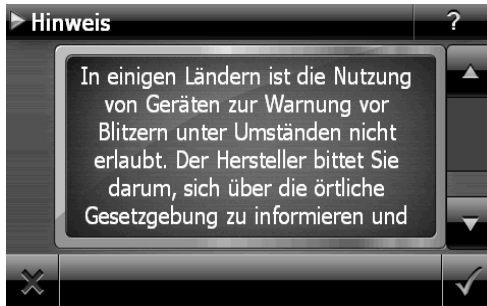 Hinweis ?
In einigen Ländern ist die Nutzung
von Geräten zur Warnung vor
Blitzern unter Umständen nicht
erlaubt. Der Hersteller bittet Sie
darum, sich über die örtliche
Gesetzgebung zu informieren und